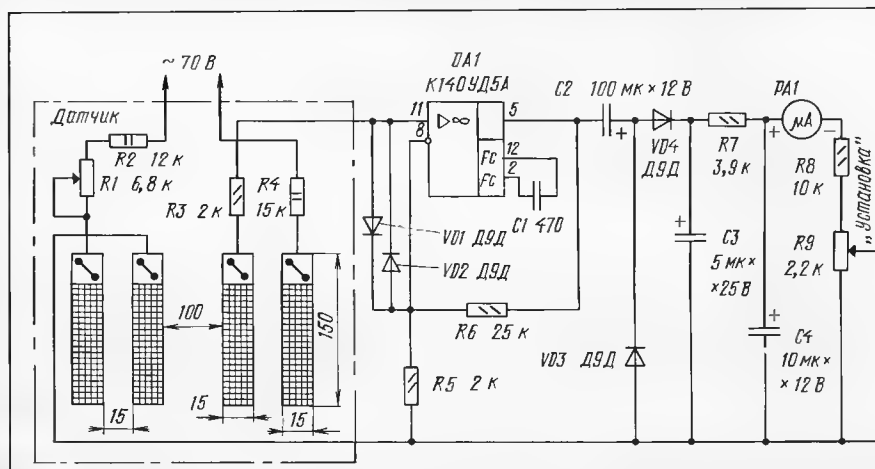 ~ 70 В
Датчик
R2 12 к
R1 6,8 к
R3 2 к
R4
15 к
100
150
15
15
15
DA1
К140УД5А
11
8
▷∞
5
FC
12
FC
2
C1 470
VD1 Д9Д
VD2 Д9Д
R6 25 к
R5 2 к
C2
100 мк × 12 В
+
VD4
Д9Д
VD3 Д9Д
R7
3,9 к
+
C3
5 мк×
×25 В
PA1
μA
+
–
R8
10 к
R9
2,2 к
„Установка"
+
C4
10 мк×
× 12 В